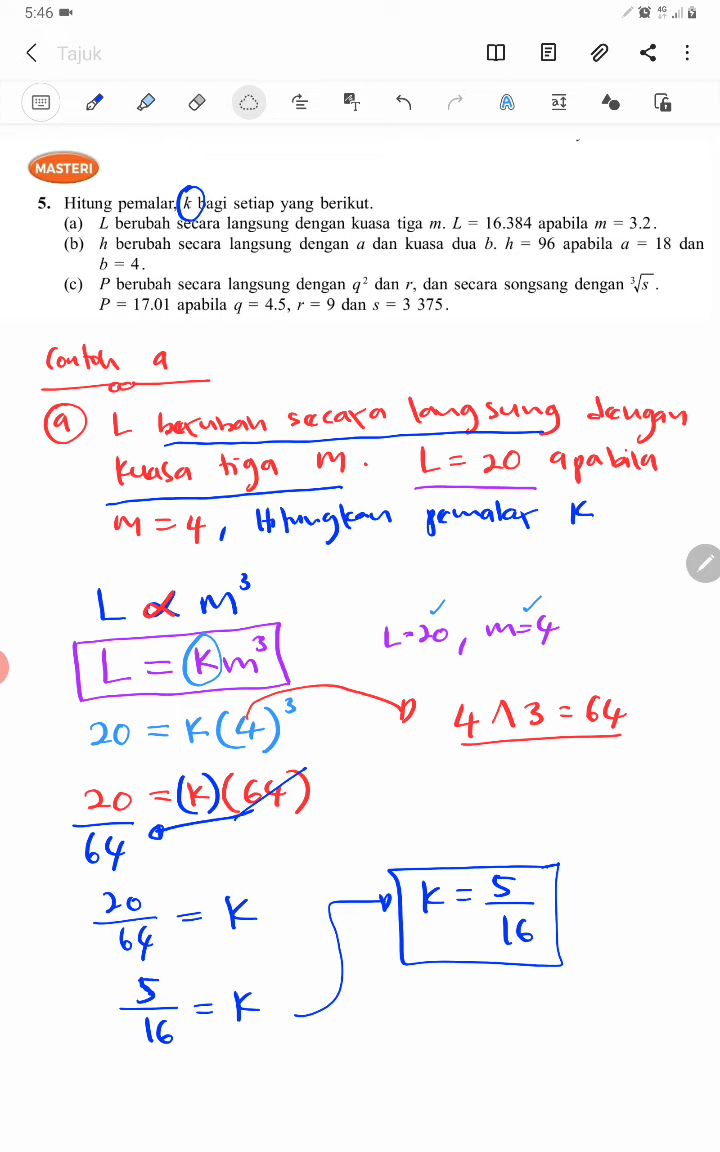 5:46
4G
Tajuk
T
A
a
MASTERI
5. Hitung pemalar, k bagi setiap yang berikut.
(a) L berubah secara langsung dengan kuasa tiga m. L = 16.384 apabila m = 3.2.
(b) h berubah secara langsung dengan a dan kuasa dua b. h = 96 apabila a = 18 dan
b = 4.
(c) P berubah secara langsung dengan q² dan r, dan secara songsang dengan ∛s.
P = 17.01 apabila q = 4.5, r = 9 dan s = 3 375.
Contoh a
(a) L berubah secara langsung dengan
kuasa tiga m. L = 20 apabila
m = 4, Hitungkan pemalar K
L ∝ m³
L = km³
L=20, m=4
20 = K(4)³
4 ^ 3 = 64
20/64 = (K)(64)
20/64 = K
K = 5/16
5/16 = K